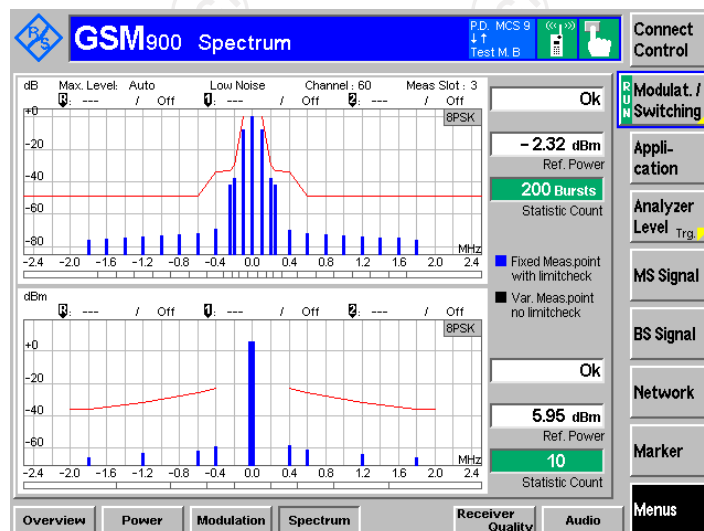 R/S GSM900 Spectrum
P.D. MCS 9
Test M. B
Connect Control
dB Max. Level: Auto Low Noise Channel : 60 Meas Slot : 3
R: --- / Off 1: --- / Off 2: --- / Off
8PSK
+0
-20
-40
-60
-80
MHz
-2.4 -2.0 -1.6 -1.2 -0.8 -0.4 0.0 0.4 0.8 1.2 1.6 2.0 2.4
Ok
- 2.32 dBm
Ref. Power
200 Bursts
Statistic Count
Fixed Meas.point
with limitcheck
Var. Meas.point
no limitcheck
dBm
R: --- / Off 1: --- / Off 2: --- / Off
8PSK
+0
-20
-40
-60
MHz
-2.4 -2.0 -1.6 -1.2 -0.8 -0.4 0.0 0.4 0.8 1.2 1.6 2.0 2.4
Ok
5.95 dBm
Ref. Power
10
Statistic Count
RUN
Modulat. /
Switching
Appli-
cation
Analyzer
Level Trg.
MS Signal
BS Signal
Network
Marker
Menus
Overview Power Modulation Spectrum Receiver Quality Audio